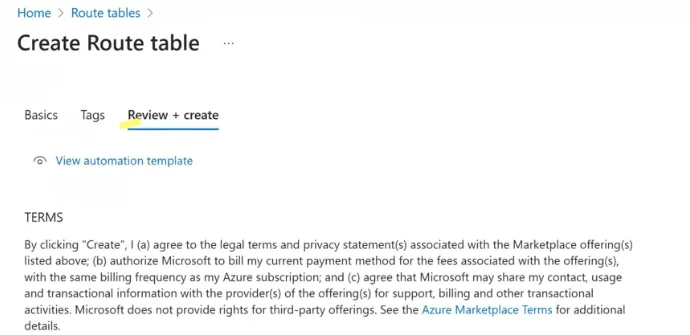 Home > Route tables >
Create Route table ...
Basics Tags Review + create
View automation template
TERMS
By clicking "Create", I (a) agree to the legal terms and privacy statement(s) associated with the Marketplace offering(s)
listed above; (b) authorize Microsoft to bill my current payment method for the fees associated with the offering(s),
with the same billing frequency as my Azure subscription; and (c) agree that Microsoft may share my contact, usage
and transactional information with the provider(s) of the offering(s) for support, billing and other transactional
activities. Microsoft does not provide rights for third-party offerings. See the Azure Marketplace Terms for additional
details.